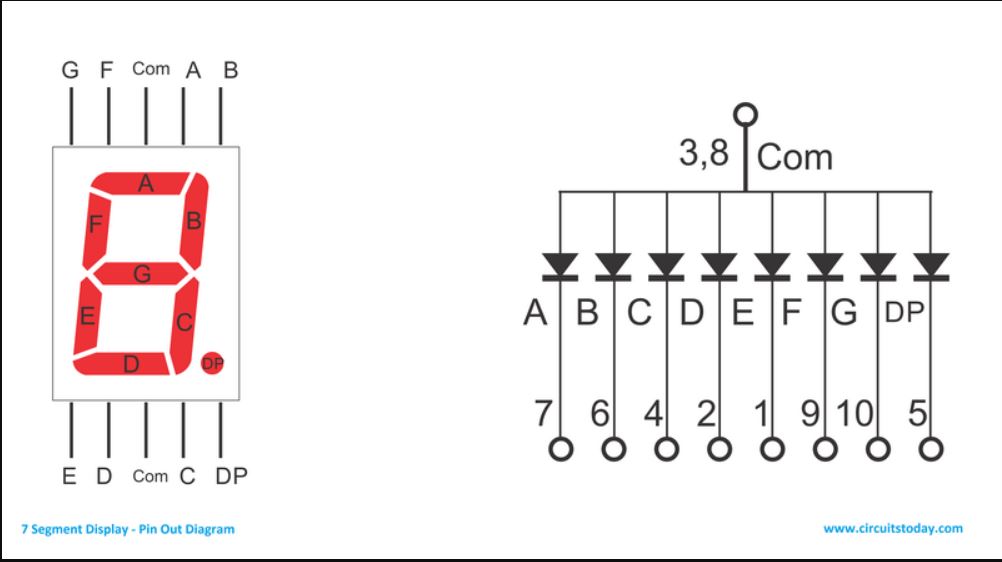 G F Com A B
A
F B
G
E C
D DP
E D Com C DP
3,8 Com
A B C D E F G DP
7 6 4 2 1 9 10 5
7 Segment Display - Pin Out Diagram
www.circuitstoday.com